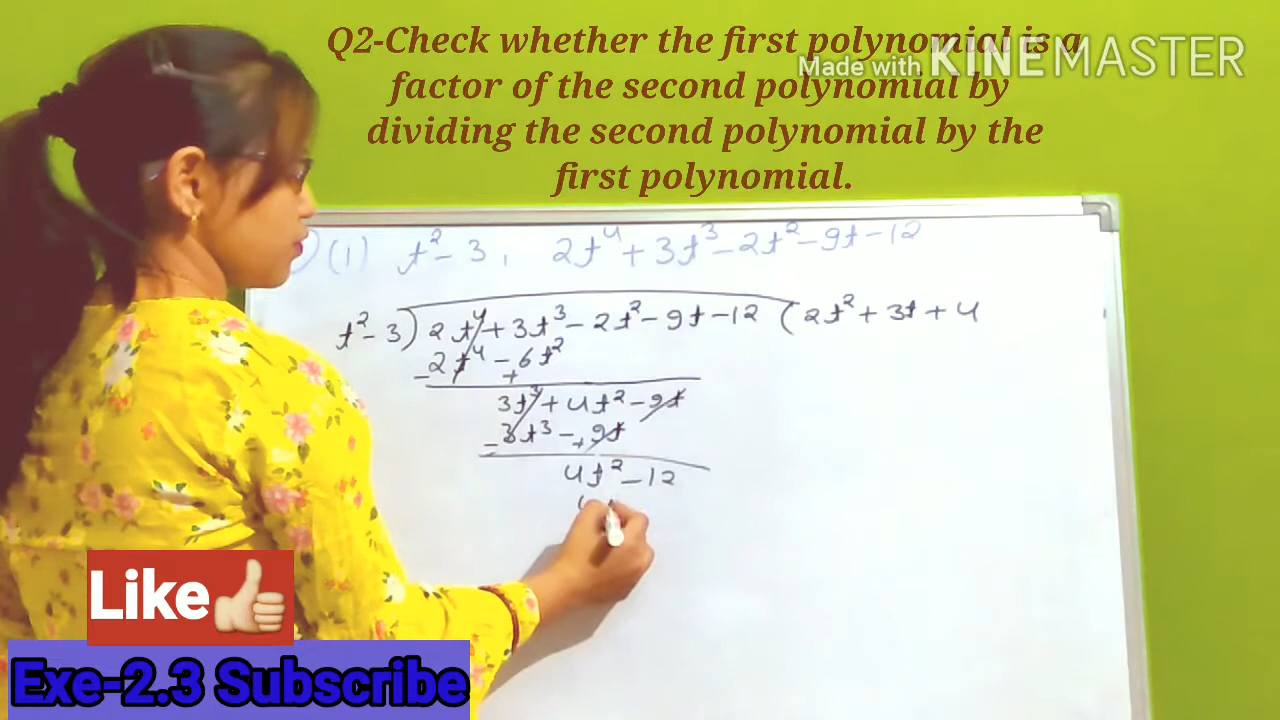 Q2-Check whether the first polynomial is a
Made with KINEMASTER
factor of the second polynomial by
dividing the second polynomial by the
first polynomial.
(1) t² - 3, 2t⁴ + 3t³ - 2t² - 9t - 12
t² - 3) 2t⁴ + 3t³ - 2t² - 9t - 12 (2t² + 3t + 4
2t⁴ - 6t²
- +
3t³ + 4t² - 9t
3t³ - 9t
- +
4t² - 12
Like
Exe-2.3 Subscribe